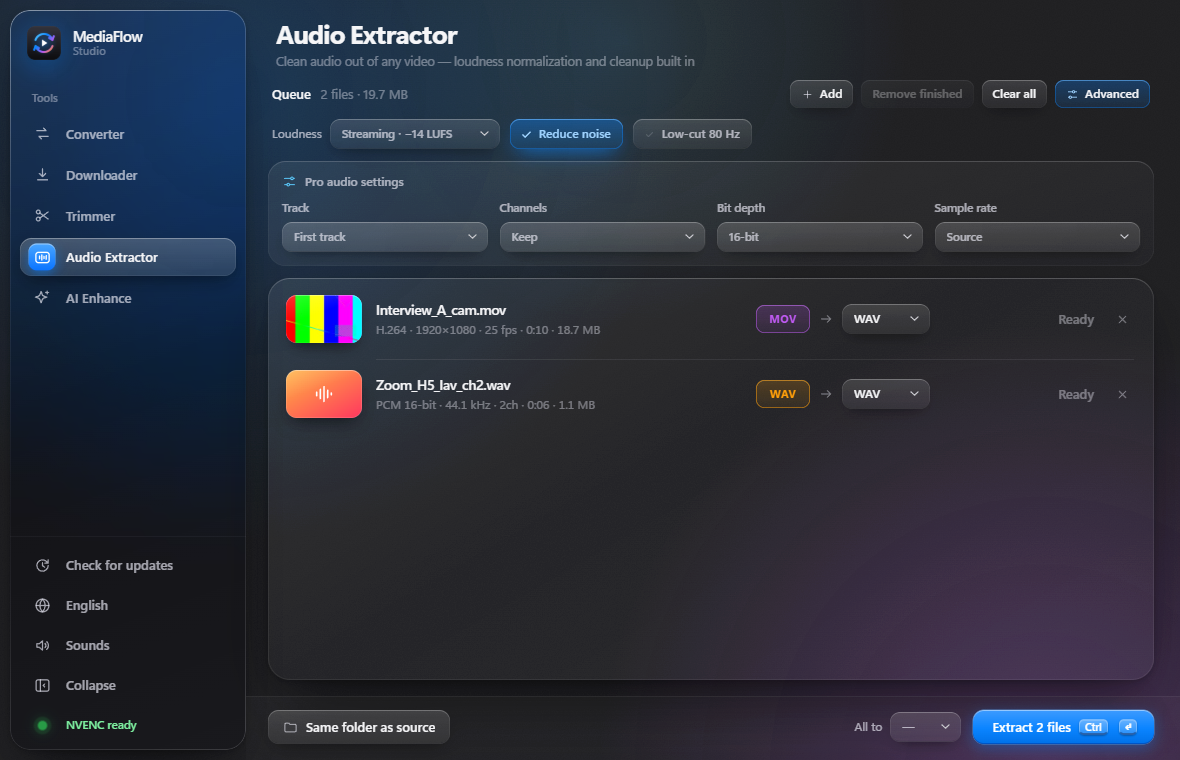 MediaFlow
Studio
Tools
Converter
Downloader
Trimmer
Audio Extractor
AI Enhance
Check for updates
English
Sounds
Collapse
NVENC ready
Audio Extractor
Clean audio out of any video — loudness normalization and cleanup built in
Queue 2 files · 19.7 MB
Add Remove finished Clear all Advanced
Loudness Streaming · −14 LUFS Reduce noise Low-cut 80 Hz
Pro audio settings
Track Channels Bit depth Sample rate
First track Keep 16-bit Source
Interview_A_cam.mov
H.264 · 1920×1080 · 25 fps · 0:10 · 18.7 MB
MOV → WAV Ready
Zoom_H5_lav_ch2.wav
PCM 16-bit · 44.1 kHz · 2ch · 0:06 · 1.1 MB
WAV → WAV Ready
Same folder as source
All to — Extract 2 files Ctrl ⏎